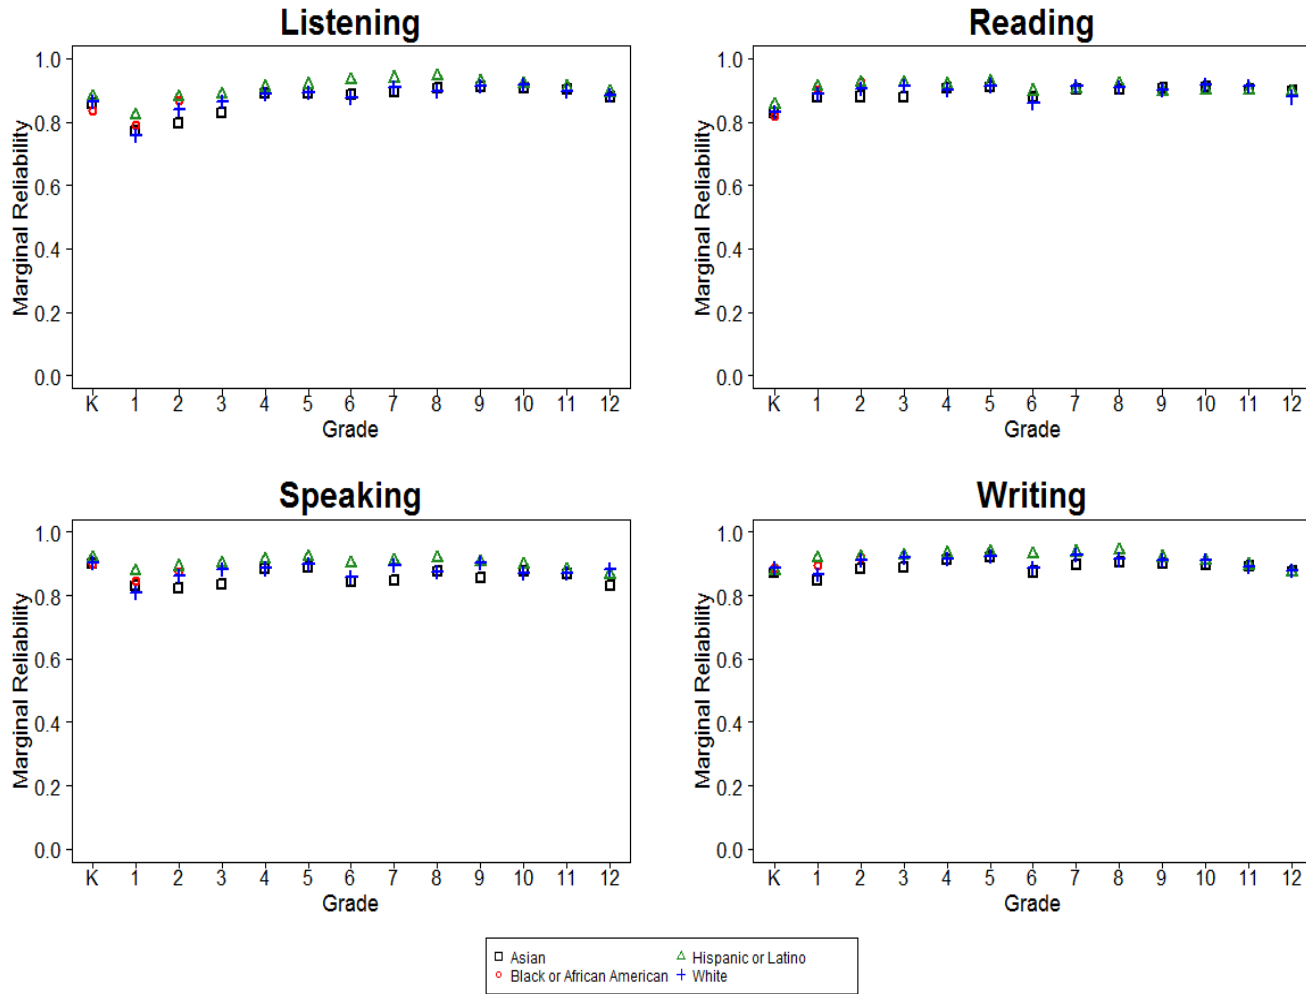 Listening
Marginal Reliability
1.0
0.8
0.6
0.4
0.2
0.0
K 1 2 3 4 5 6 7 8 9 10 11 12
Grade
Reading
Marginal Reliability
1.0
0.8
0.6
0.4
0.2
0.0
K 1 2 3 4 5 6 7 8 9 10 11 12
Grade
Speaking
Marginal Reliability
1.0
0.8
0.6
0.4
0.2
0.0
K 1 2 3 4 5 6 7 8 9 10 11 12
Grade
Writing
Marginal Reliability
1.0
0.8
0.6
0.4
0.2
0.0
K 1 2 3 4 5 6 7 8 9 10 11 12
Grade
Asian Hispanic or Latino
Black or African American White